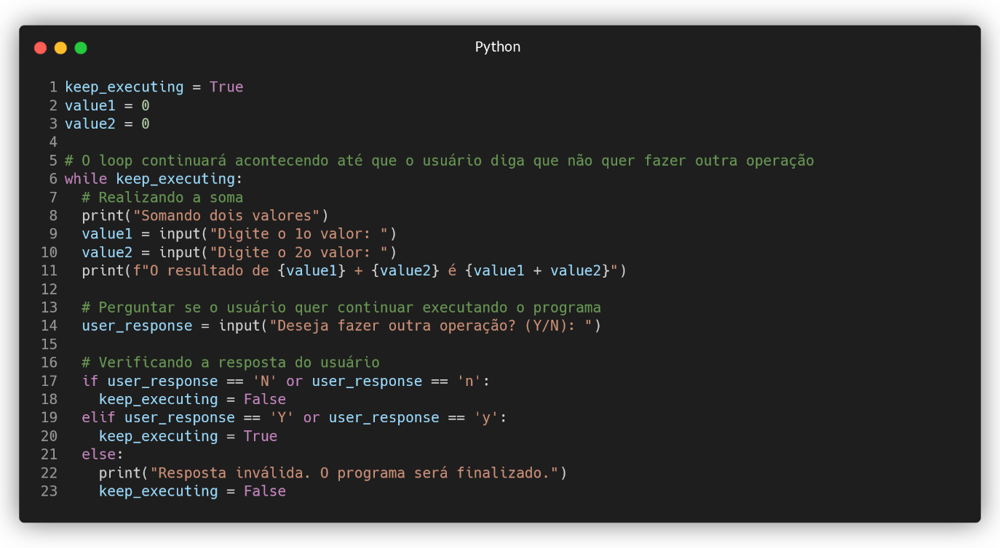 Python
1 keep_executing = True
2 value1 = 0
3 value2 = 0
4
5 # O loop continuará acontecendo até que o usuário diga que não quer fazer outra operação
6 while keep_executing:
7   # Realizando a soma
8   print("Somando dois valores")
9   value1 = input("Digite o 1o valor: ")
10   value2 = input("Digite o 2o valor: ")
11   print(f"O resultado de {value1} + {value2} é {value1 + value2}")
12
13   # Perguntar se o usuário quer continuar executando o programa
14   user_response = input("Deseja fazer outra operação? (Y/N): ")
15
16   # Verificando a resposta do usuário
17   if user_response == 'N' or user_response == 'n':
18     keep_executing = False
19   elif user_response == 'Y' or user_response == 'y':
20     keep_executing = True
21   else:
22     print("Resposta inválida. O programa será finalizado.")
23     keep_executing = False